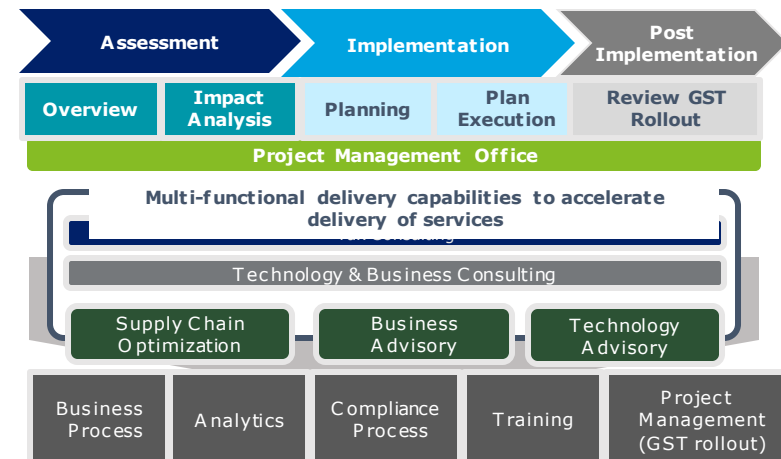 Assessment
Implementation
Post
Implementation
Overview
Impact
Analysis
Planning
Plan
Execution
Review GST
Rollout
Project Management Office
Multi-functional delivery capabilities to accelerate
delivery of services
Consulting
Technology & Business Consulting
Supply Chain
Optimization
Business
Advisory
Technology
Advisory
Business
Process
Analytics
Compliance
Process
Training
Project
Management
(GST rollout)